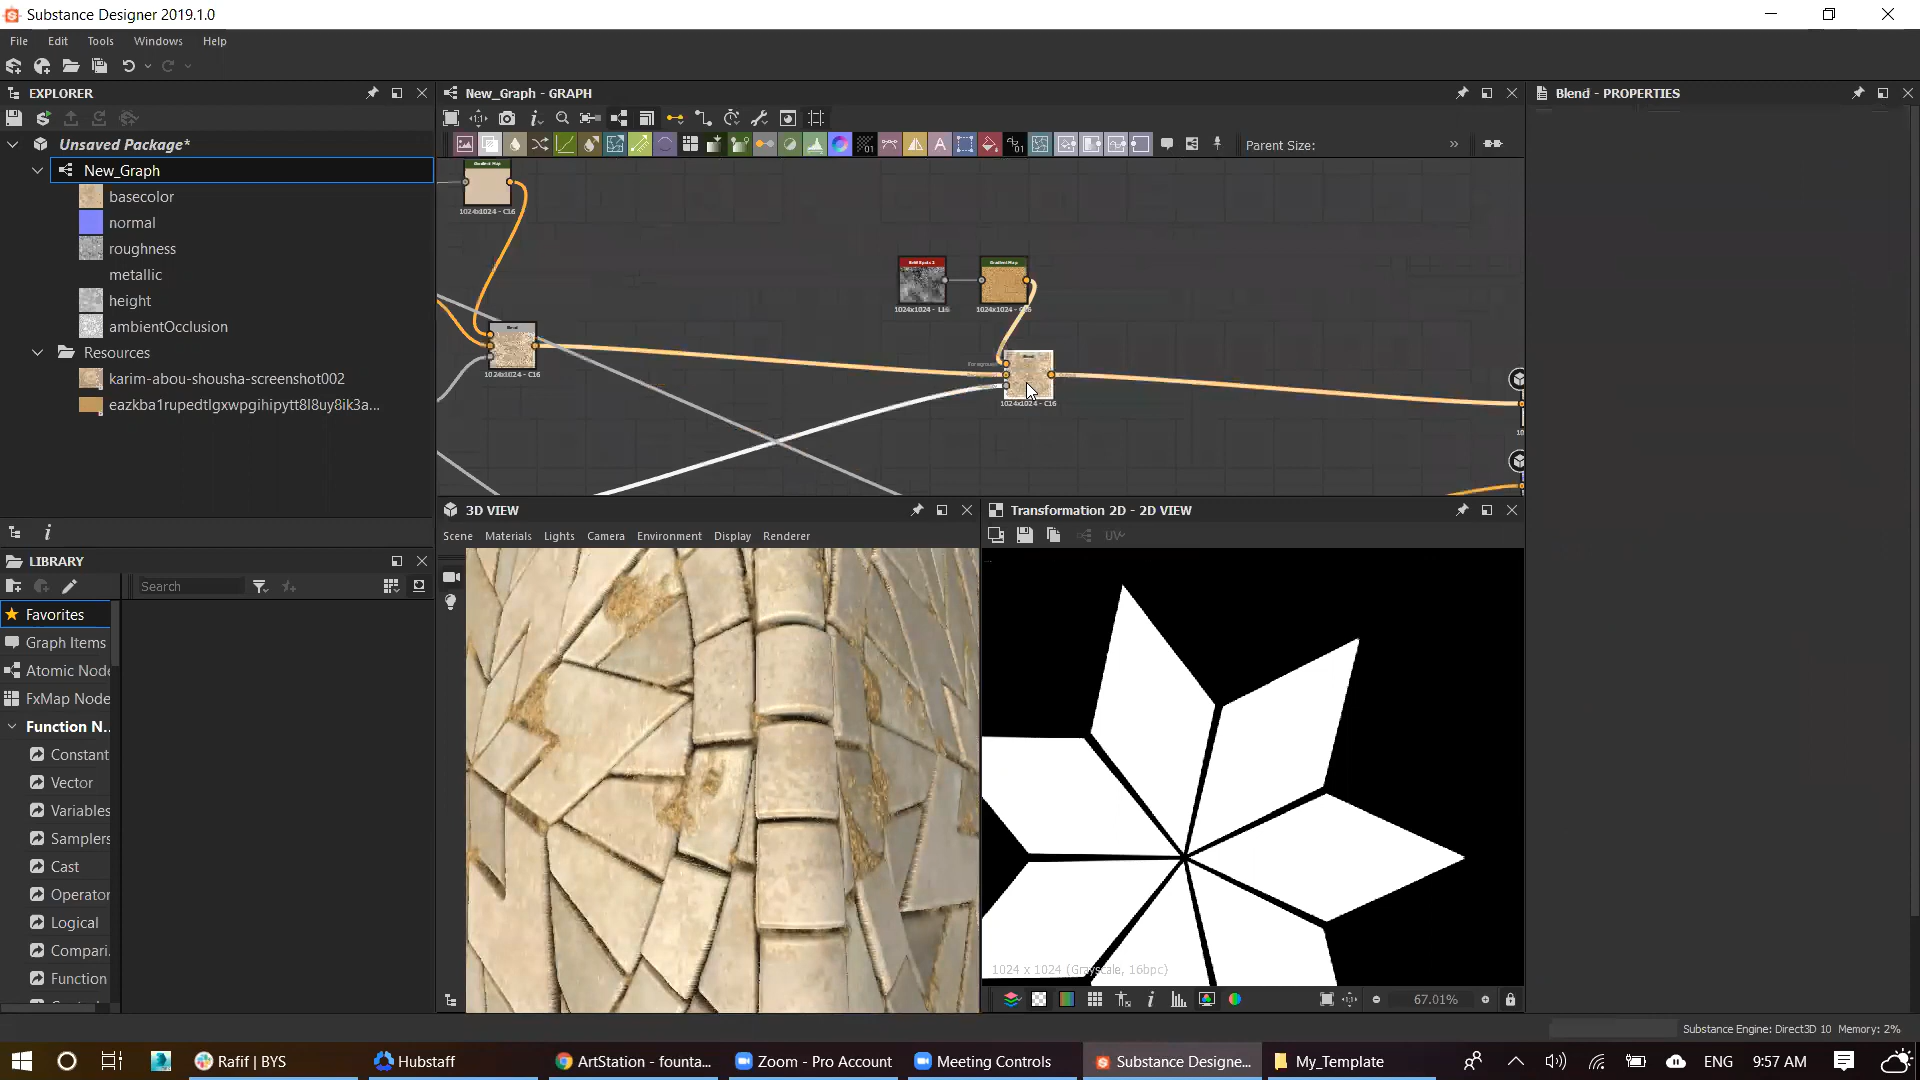 Substance Designer 2019.1.0
File Edit Tools Windows Help
EXPLORER
Unsaved Package*
New_Graph
basecolor
normal
roughness
metallic
height
ambientOcclusion
Resources
karim-abou-shousha-screenshot002
eazkba1rupedtlgxwpgihipytt8l8uy8ik3a...
LIBRARY
Search
Favorites
Graph Items
Atomic Node
FxMap Node
Function N..
Constant
Vector
Variables
Samplers
Cast
Operator
Logical
Compari.
Function
New_Graph - GRAPH
Parent Size:
Gradient Map
1024x1024 - C16
BnW Spots 2
Gradient Map
1024x1024 - L16
Blend
1024x1024 - C16
1024x1024 - C16
3D VIEW
Scene Materials Lights Camera Environment Display Renderer
Transformation 2D - 2D VIEW
UV
1024 x 1024 (Grayscale, 16bpc)
67.01%
Blend - PROPERTIES
Substance Engine: Direct3D 10 Memory: 2%
Rafif | BYS
Hubstaff
ArtStation - founta...
Zoom - Pro Account
Meeting Controls
Substance Designe...
My_Template
ENG
9:57 AM